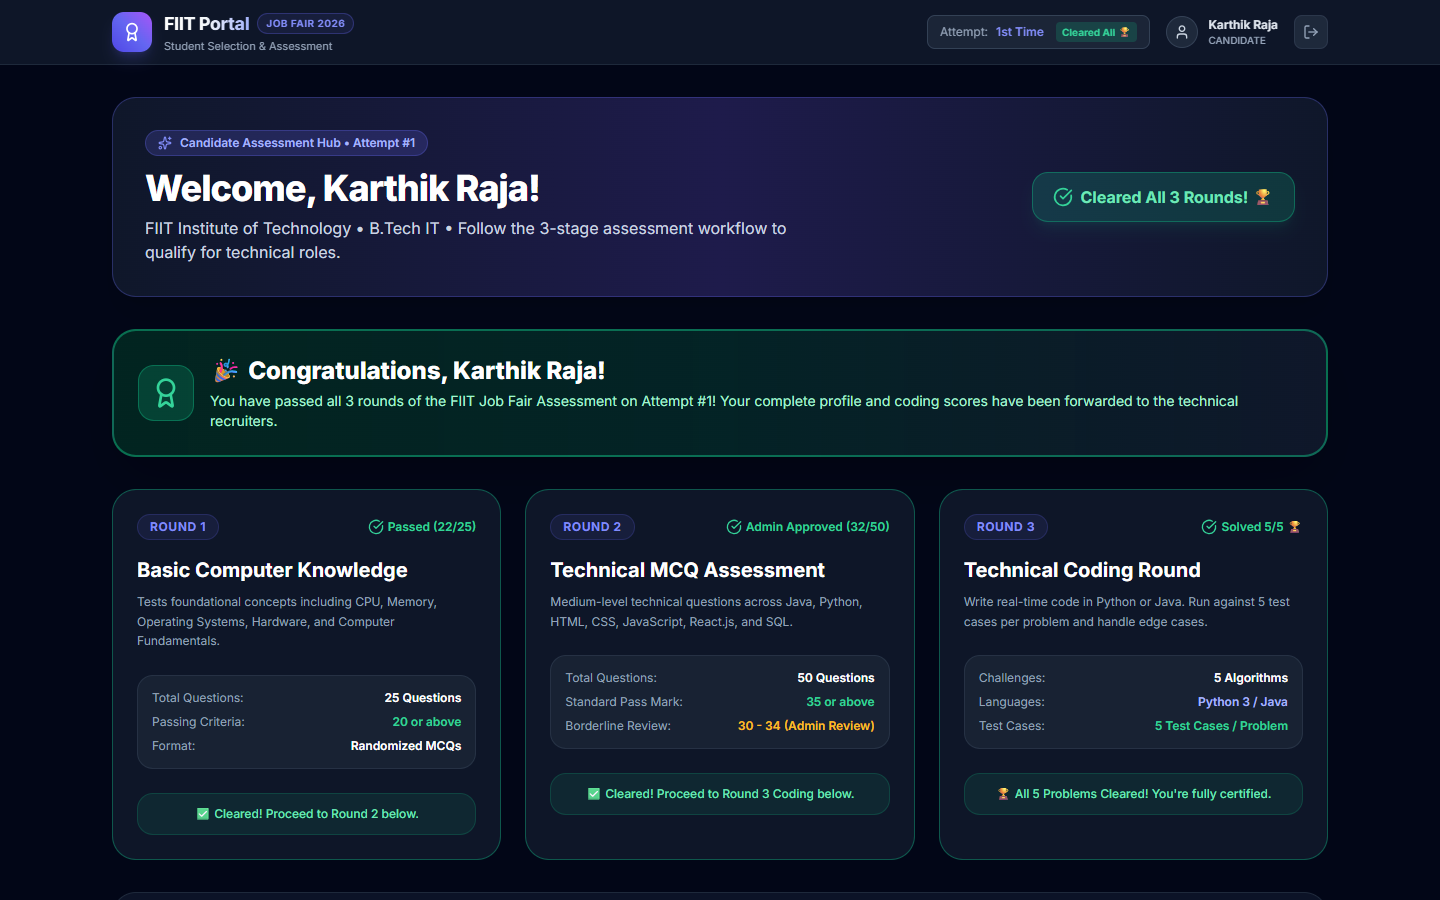 FIIT Portal JOB FAIR 2026
Student Selection & Assessment
Attempt: 1st Time Cleared All 🏆
Karthik Raja
CANDIDATE
Candidate Assessment Hub • Attempt #1
Welcome, Karthik Raja!
FIIT Institute of Technology • B.Tech IT • Follow the 3-stage assessment workflow to
qualify for technical roles.
Cleared All 3 Rounds! 🏆
🎉 Congratulations, Karthik Raja!
You have passed all 3 rounds of the FIIT Job Fair Assessment on Attempt #1! Your complete profile and coding scores have been forwarded to the technical
recruiters.
ROUND 1 Passed (22/25)
Basic Computer Knowledge
Tests foundational concepts including CPU, Memory,
Operating Systems, Hardware, and Computer
Fundamentals.
Total Questions: 25 Questions
Passing Criteria: 20 or above
Format: Randomized MCQs
✅ Cleared! Proceed to Round 2 below.
ROUND 2 Admin Approved (32/50)
Technical MCQ Assessment
Medium-level technical questions across Java, Python,
HTML, CSS, JavaScript, React.js, and SQL.
Total Questions: 50 Questions
Standard Pass Mark: 35 or above
Borderline Review: 30 - 34 (Admin Review)
✅ Cleared! Proceed to Round 3 Coding below.
ROUND 3 Solved 5/5 🏆
Technical Coding Round
Write real-time code in Python or Java. Run against 5 test
cases per problem and handle edge cases.
Challenges: 5 Algorithms
Languages: Python 3 / Java
Test Cases: 5 Test Cases / Problem
🏆 All 5 Problems Cleared! You're fully certified.